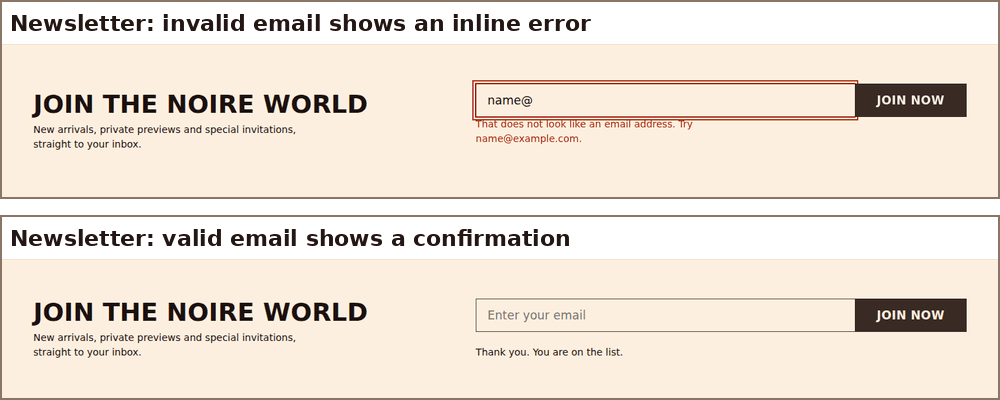 Newsletter: invalid email shows an inline error
JOIN THE NOIRE WORLD
New arrivals, private previews and special invitations,
straight to your inbox.
name@
JOIN NOW
That does not look like an email address. Try
name@example.com.
Newsletter: valid email shows a confirmation
JOIN THE NOIRE WORLD
New arrivals, private previews and special invitations,
straight to your inbox.
Enter your email
JOIN NOW
Thank you. You are on the list.